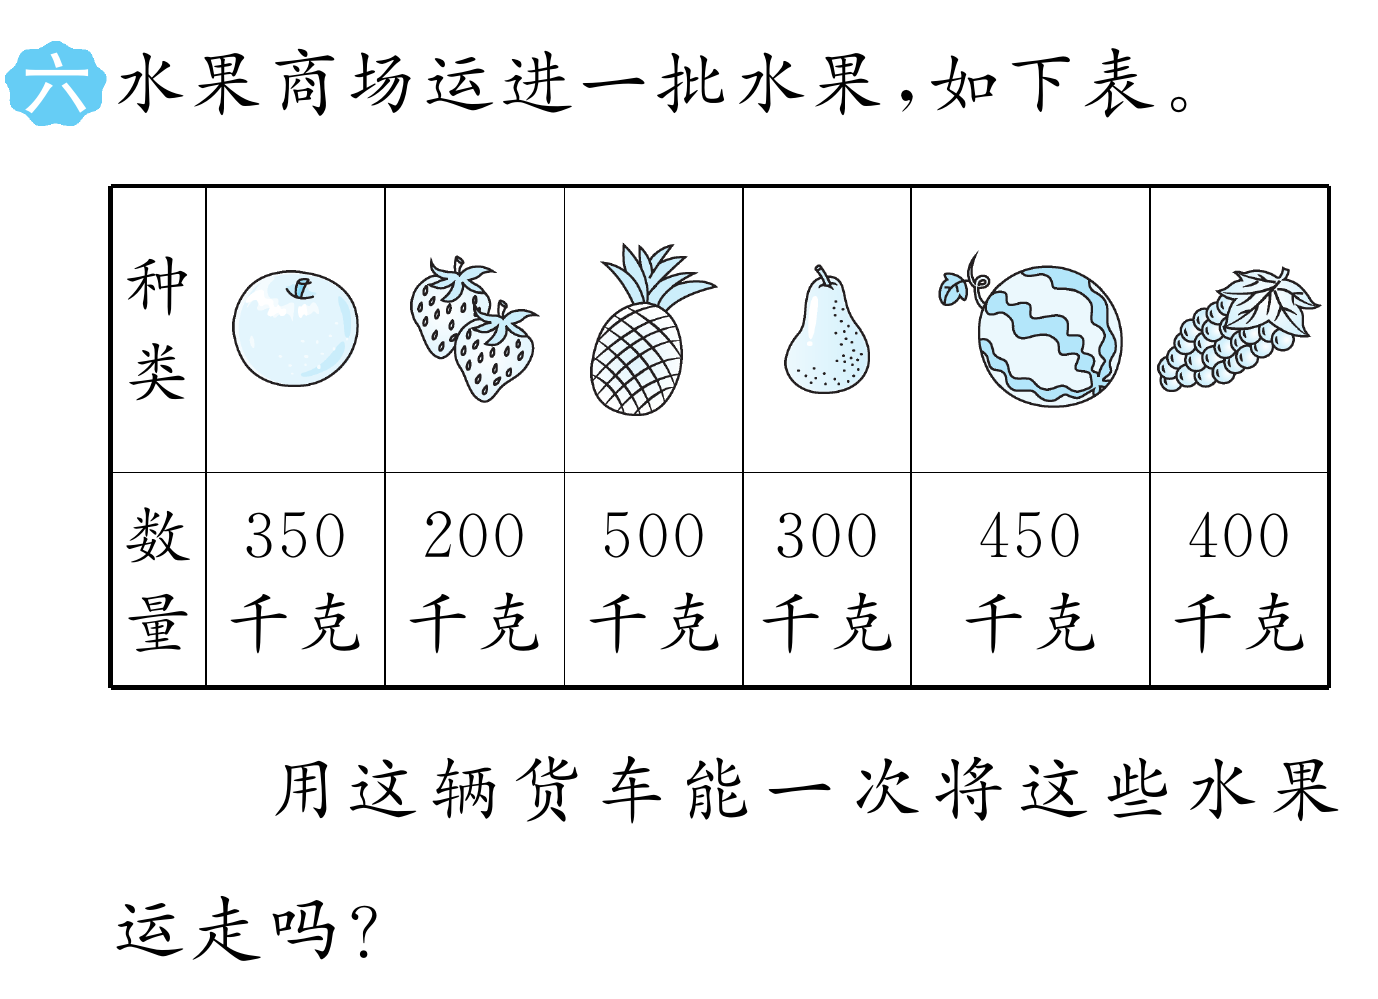 六 水果商场运进一批水果,如下表。
种类
数量 350千克 200千克 500千克 300千克 450千克 400千克
用这辆货车能一次将这些水果
运走吗?